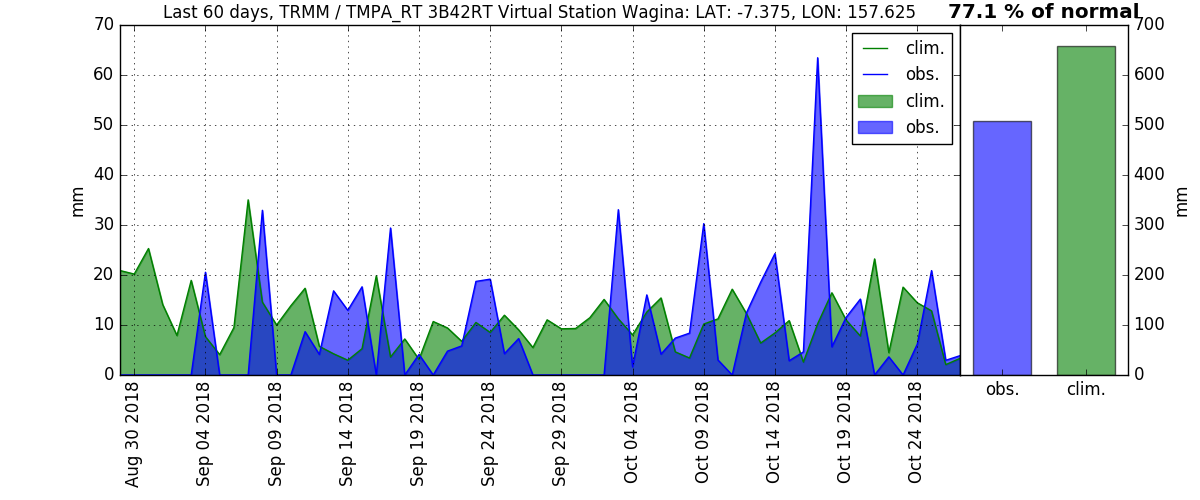 Last 60 days, TRMM / TMPA_RT 3B42RT Virtual Station Wagina: LAT: -7.375, LON: 157.625
77.1 % of normal
70
60
50
40
30
20
10
0
mm
clim.
obs.
clim.
obs.
700
600
500
400
300
200
100
0
mm
Aug 30 2018
Sep 04 2018
Sep 09 2018
Sep 14 2018
Sep 19 2018
Sep 24 2018
Sep 29 2018
Oct 04 2018
Oct 09 2018
Oct 14 2018
Oct 19 2018
Oct 24 2018
obs.
clim.